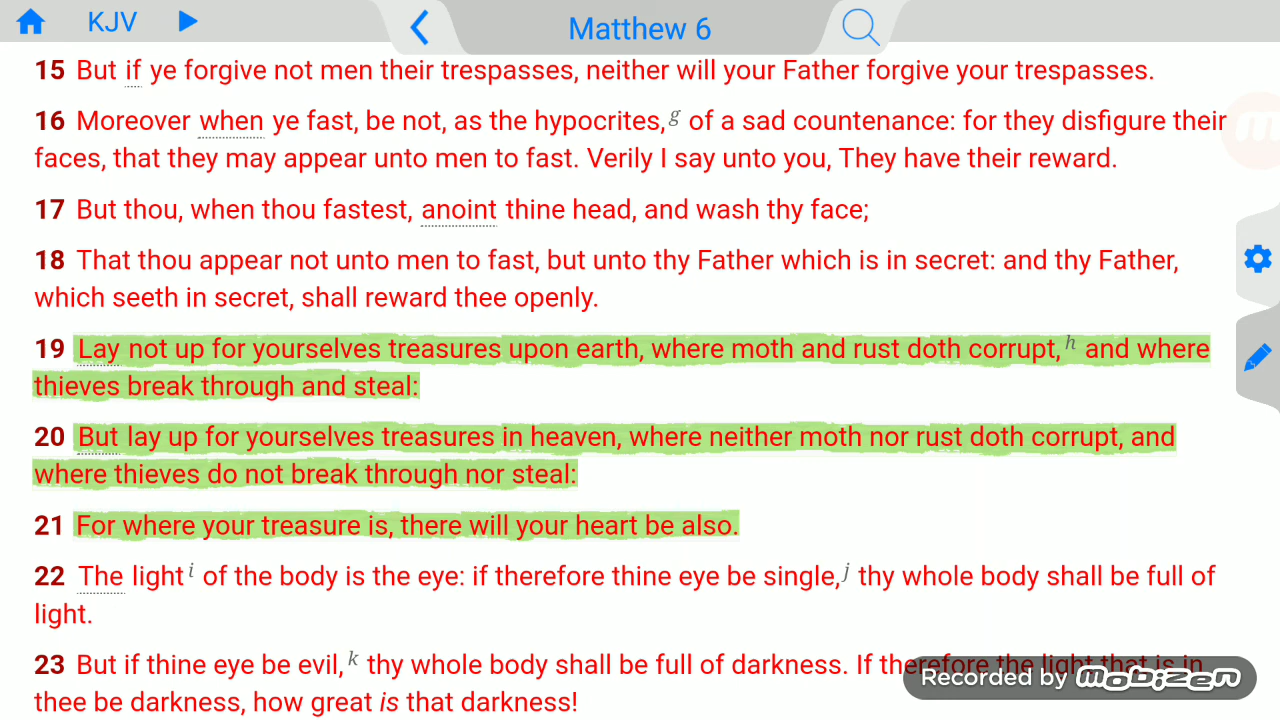 KJV
Matthew 6
15 But if ye forgive not men their trespasses, neither will your Father forgive your trespasses.
16 Moreover when ye fast, be not, as the hypocrites,g of a sad countenance: for they disfigure their
faces, that they may appear unto men to fast. Verily I say unto you, They have their reward.
17 But thou, when thou fastest, anoint thine head, and wash thy face;
18 That thou appear not unto men to fast, but unto thy Father which is in secret: and thy Father,
which seeth in secret, shall reward thee openly.
19 Lay not up for yourselves treasures upon earth, where moth and rust doth corrupt,h and where
thieves break through and steal:
20 But lay up for yourselves treasures in heaven, where neither moth nor rust doth corrupt, and
where thieves do not break through nor steal:
21 For where your treasure is, there will your heart be also.
22 The lighti of the body is the eye: if therefore thine eye be single,j thy whole body shall be full of
light.
23 But if thine eye be evil,k thy whole body shall be full of darkness. If therefore the light that is in
thee be darkness, how great is that darkness!
Recorded by mobizen